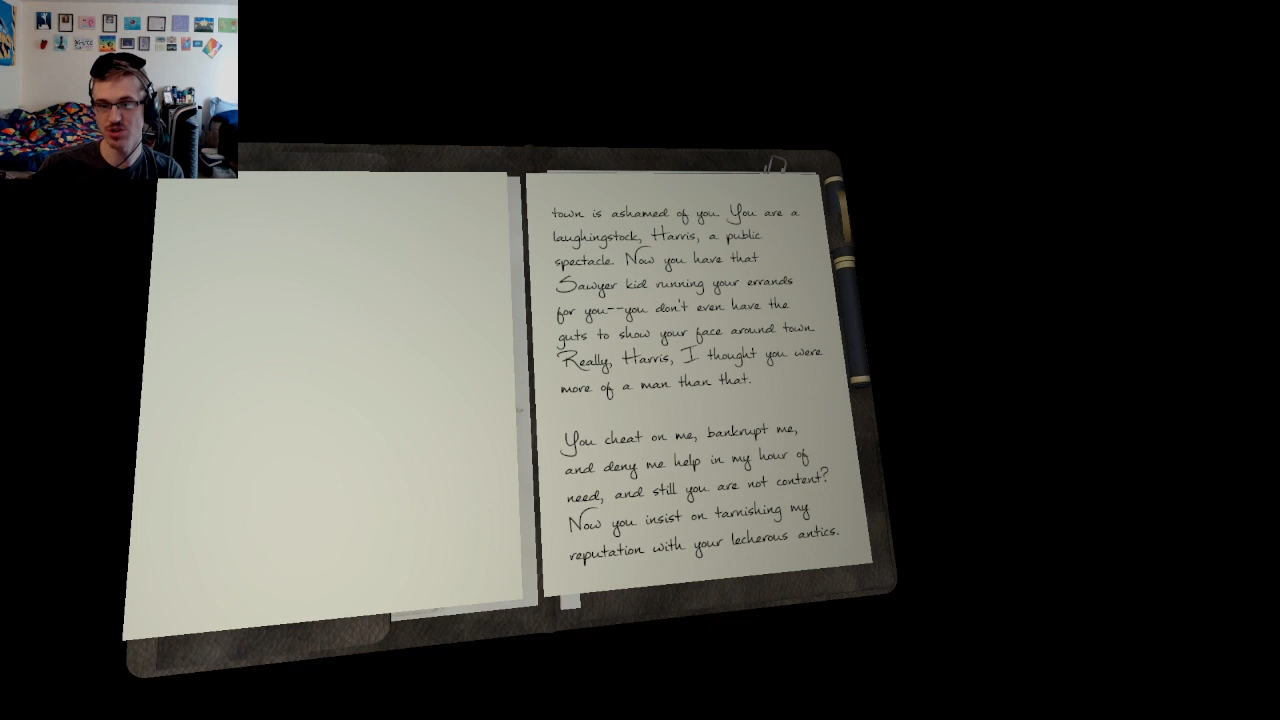 town is ashamed of you. You are a
laughingstock, Harris, a public
spectacle. Now you have that
Sawyer kid running your errands
for you--you don't even have the
guts to show your face around town.
Really, Harris, I thought you were
more of a man than that.
You cheat on me, bankrupt me,
and deny me help in my hour of
need, and still you are not content?
Now you insist on tarnishing my
reputation with your lecherous antics.